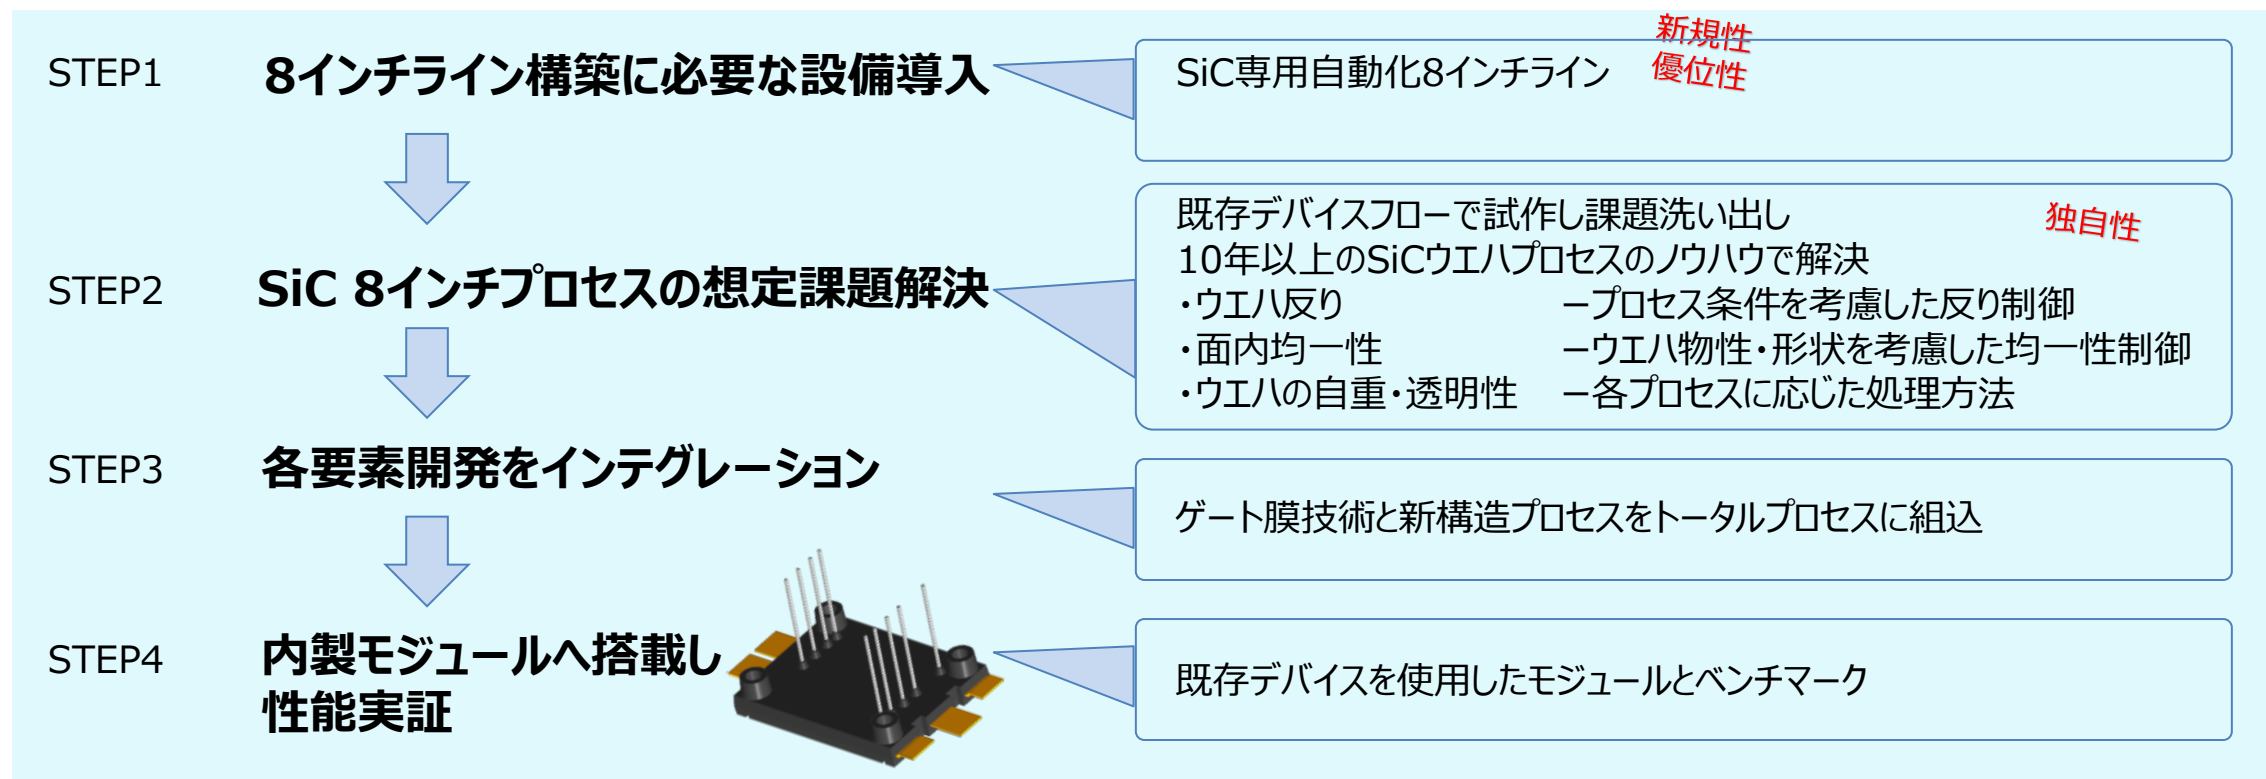 STEP1
8インチライン構築に必要な設備導入
SiC専用自動化8インチライン
新規性
優位性
STEP2
SiC 8インチプロセスの想定課題解決
既存デバイスフローで試作し課題洗い出し
独自性
10年以上のSiCウエハプロセスのノウハウで解決
・ウエハ反り －プロセス条件を考慮した反り制御
・面内均一性 －ウエハ物性・形状を考慮した均一性制御
・ウエハの自重・透明性 －各プロセスに応じた処理方法
STEP3
各要素開発をインテグレーション
ゲート膜技術と新構造プロセスをトータルプロセスに組込
STEP4
内製モジュールへ搭載し
性能実証
既存デバイスを使用したモジュールとベンチマーク